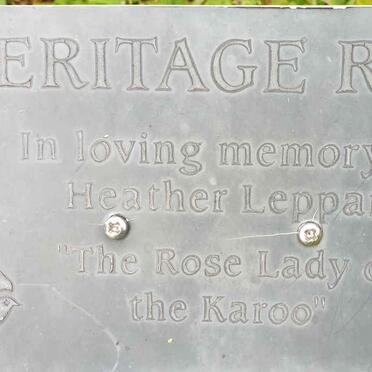 ERITAGE R
In loving memory
Heather Leppa
"The Rose Lady o
the Karoo"